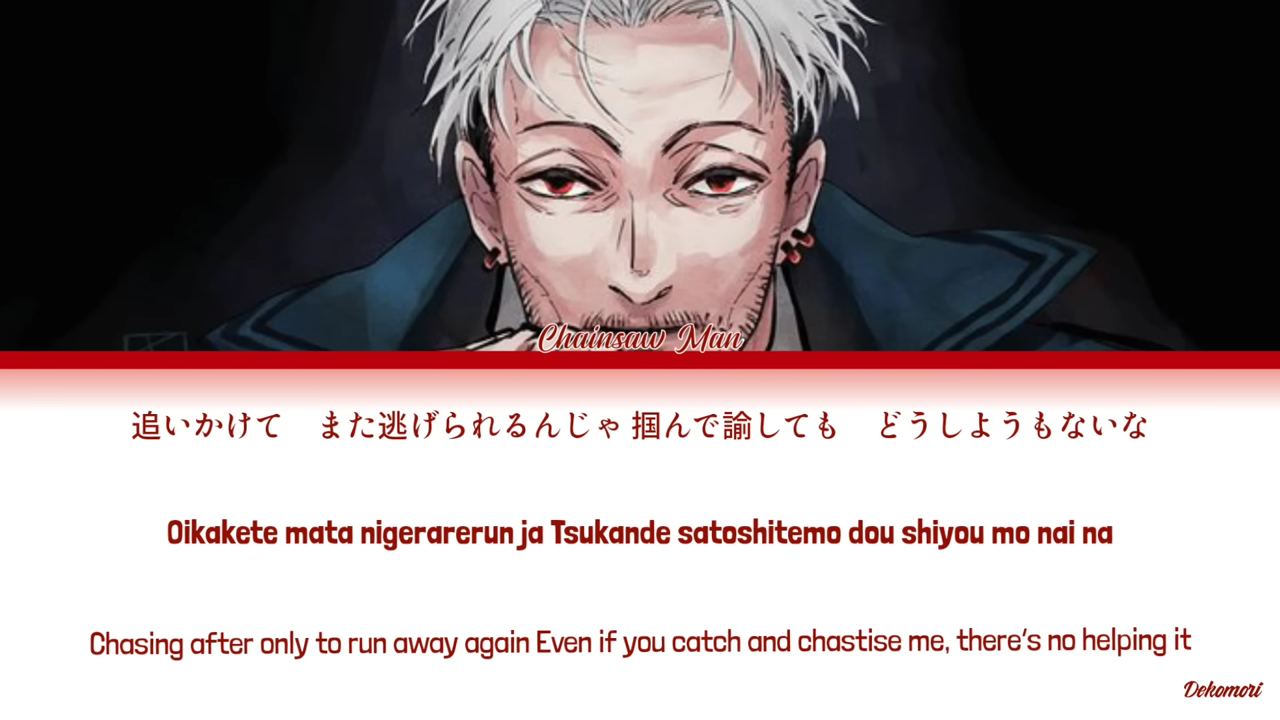 Chainsaw Man
追いかけて　また逃げられるんじゃ 掴んで諭しても　どうしようもないな
Oikakete mata nigerarerun ja Tsukande satoshitemo dou shiyou mo nai na
Chasing after only to run away again Even if you catch and chastise me, there's no helping it
Dekomori